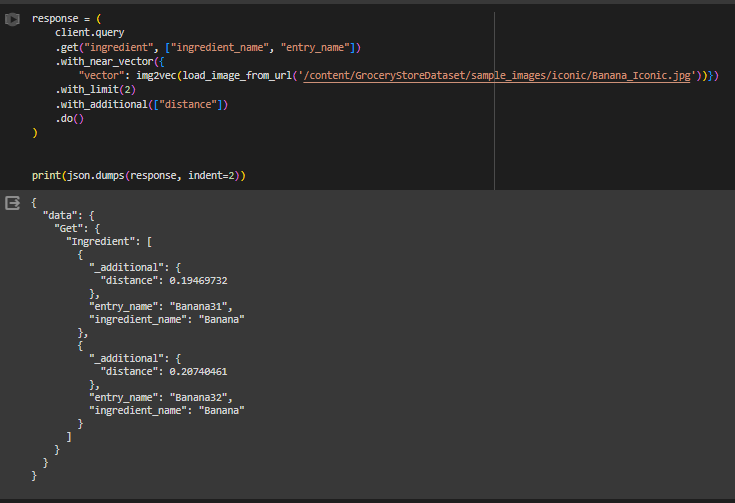 response = (
    client.query
    .get("ingredient", ["ingredient_name", "entry_name"])
    .with_near_vector({
        "vector": img2vec(load_image_from_url('/content/GroceryStoreDataset/sample_images/iconic/Banana_Iconic.jpg'))})
    .with_limit(2)
    .with_additional(["distance"])
    .do()
)
print(json.dumps(response, indent=2))
{
  "data": {
    "Get": {
      "Ingredient": [
        {
          "_additional": {
            "distance": 0.19469732
          },
          "entry_name": "Banana31",
          "ingredient_name": "Banana"
        },
        {
          "_additional": {
            "distance": 0.20740461
          },
          "entry_name": "Banana32",
          "ingredient_name": "Banana"
        }
      ]
    }
  }
}